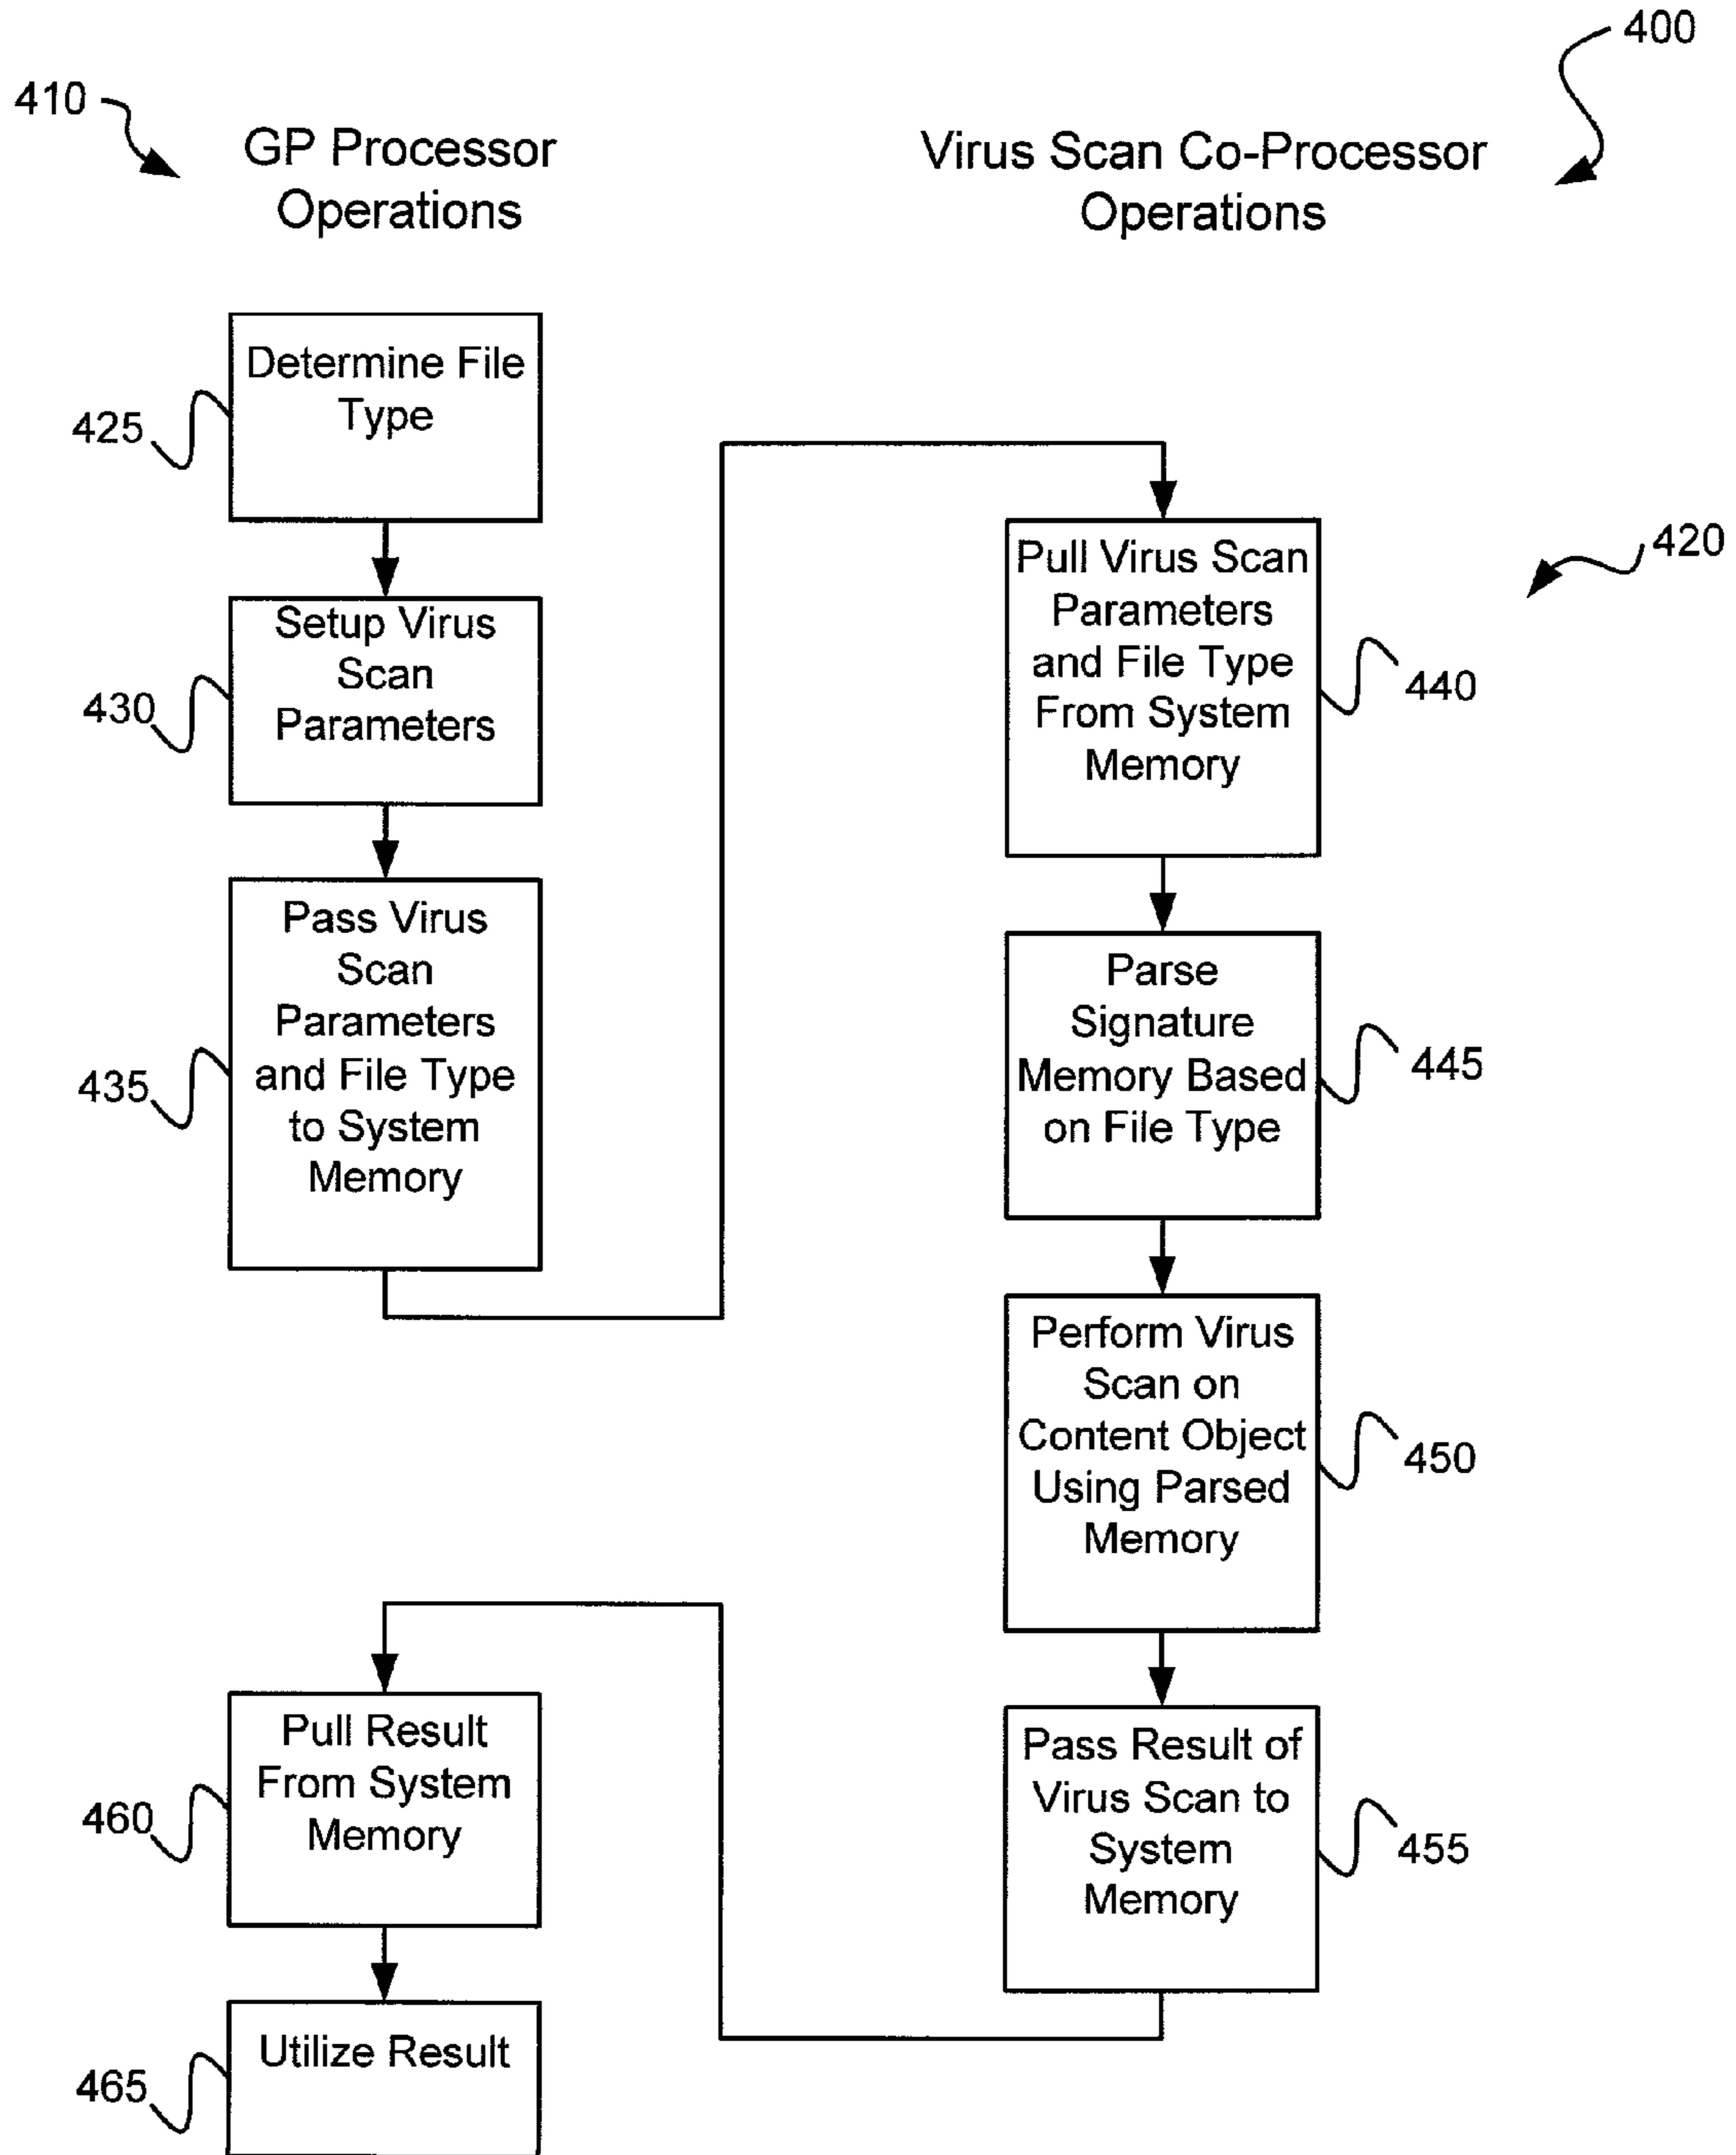 400
410
GP Processor
Operations
Virus Scan Co-Processor
Operations
Determine File
Type
425
Setup Virus
Scan
Parameters
430
Pass Virus
Scan
Parameters
and File Type
to System
Memory
435
420
Pull Virus Scan
Parameters
and File Type
From System
Memory
440
Parse
Signature
Memory Based
on File Type
445
Perform Virus
Scan on
Content Object
Using Parsed
Memory
450
Pass Result of
Virus Scan to
System
Memory
455
Pull Result
From System
Memory
460
Utilize Result
465